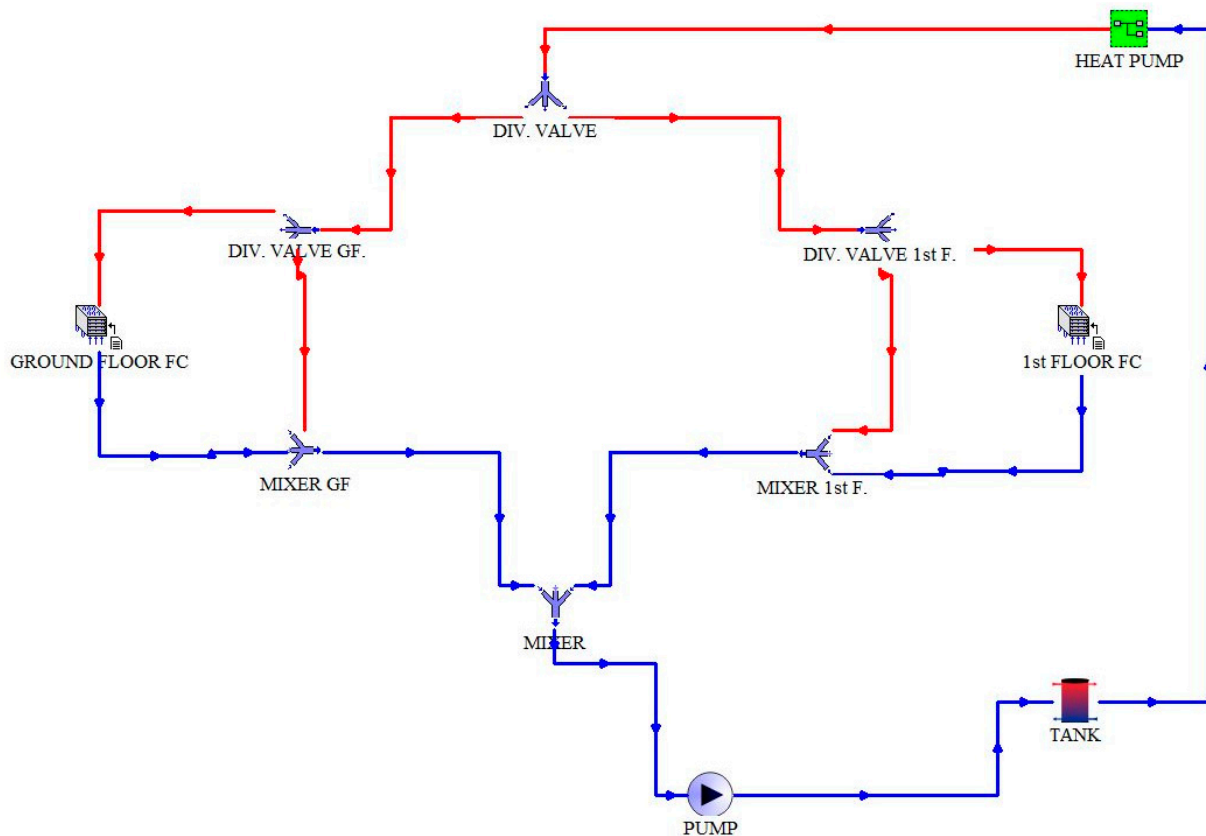 HEAT PUMP
DIV. VALVE
DIV. VALVE GF.
DIV. VALVE 1st F.
GROUND FLOOR FC
1st FLOOR FC
MIXER GF
MIXER 1st F.
MIXER
TANK
PUMP